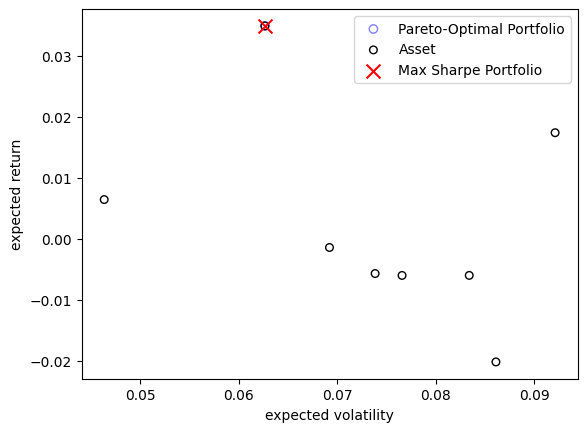 Pareto-Optimal Portfolio
Asset
Max Sharpe Portfolio
0.03
0.02
0.01
0.00
−0.01
−0.02
expected return
0.05
0.06
0.07
0.08
0.09
expected volatility